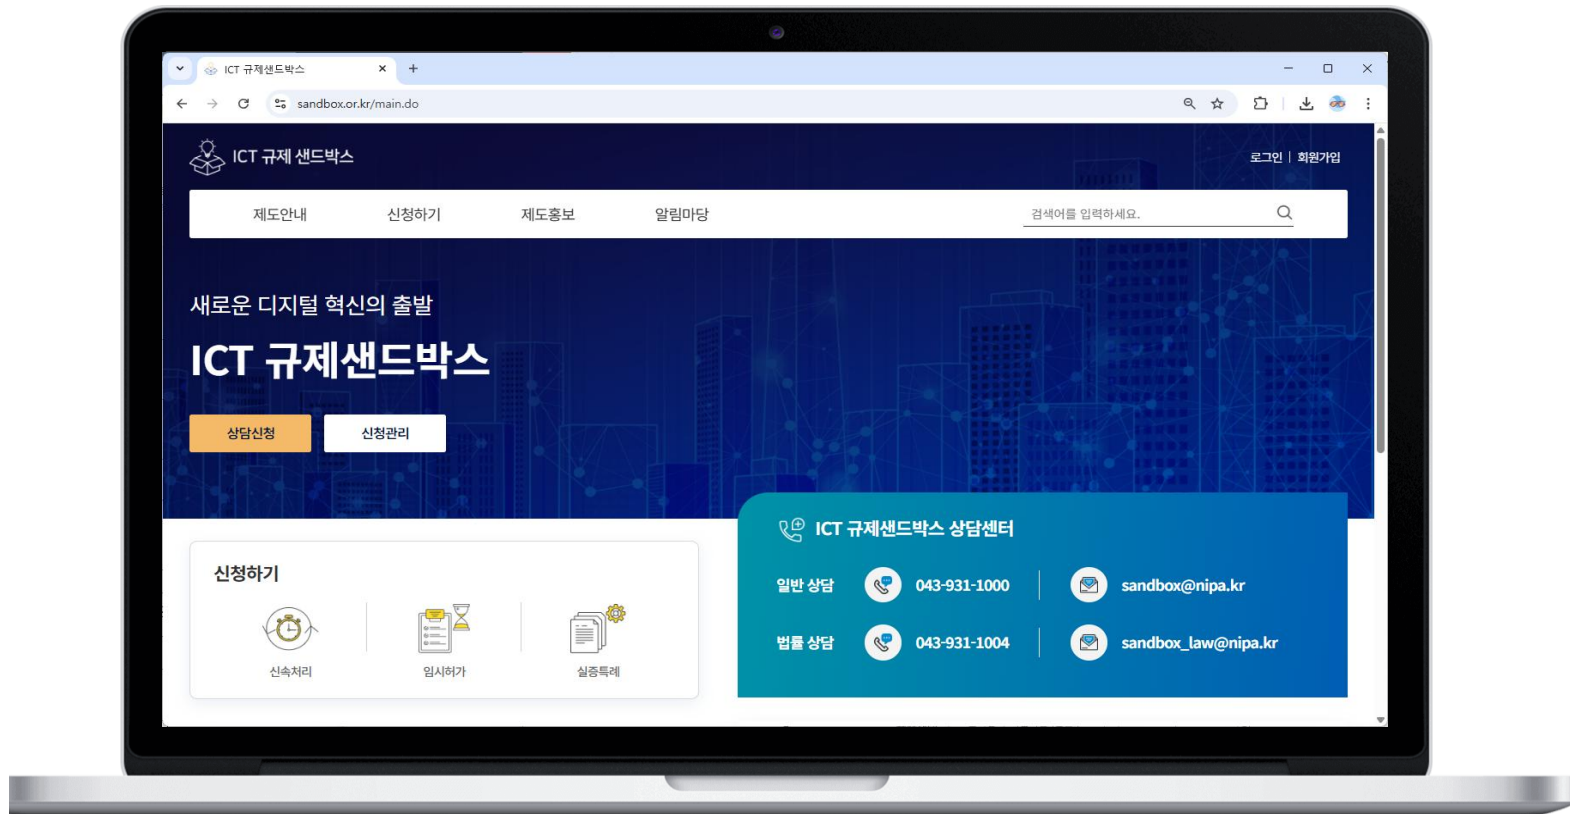 ICT 규제샌드박스
sandbox.or.kr/main.do
ICT 규제 샌드박스
로그인 | 회원가입
제도안내 신청하기 제도홍보 알림마당 검색어를 입력하세요.
새로운 디지털 혁신의 출발
ICT 규제샌드박스
상담신청 신청관리
ICT 규제샌드박스 상담센터
일반 상담 043-931-1000 sandbox@nipa.kr
법률 상담 043-931-1004 sandbox_law@nipa.kr
신청하기
신속처리 임시허가 실증특례